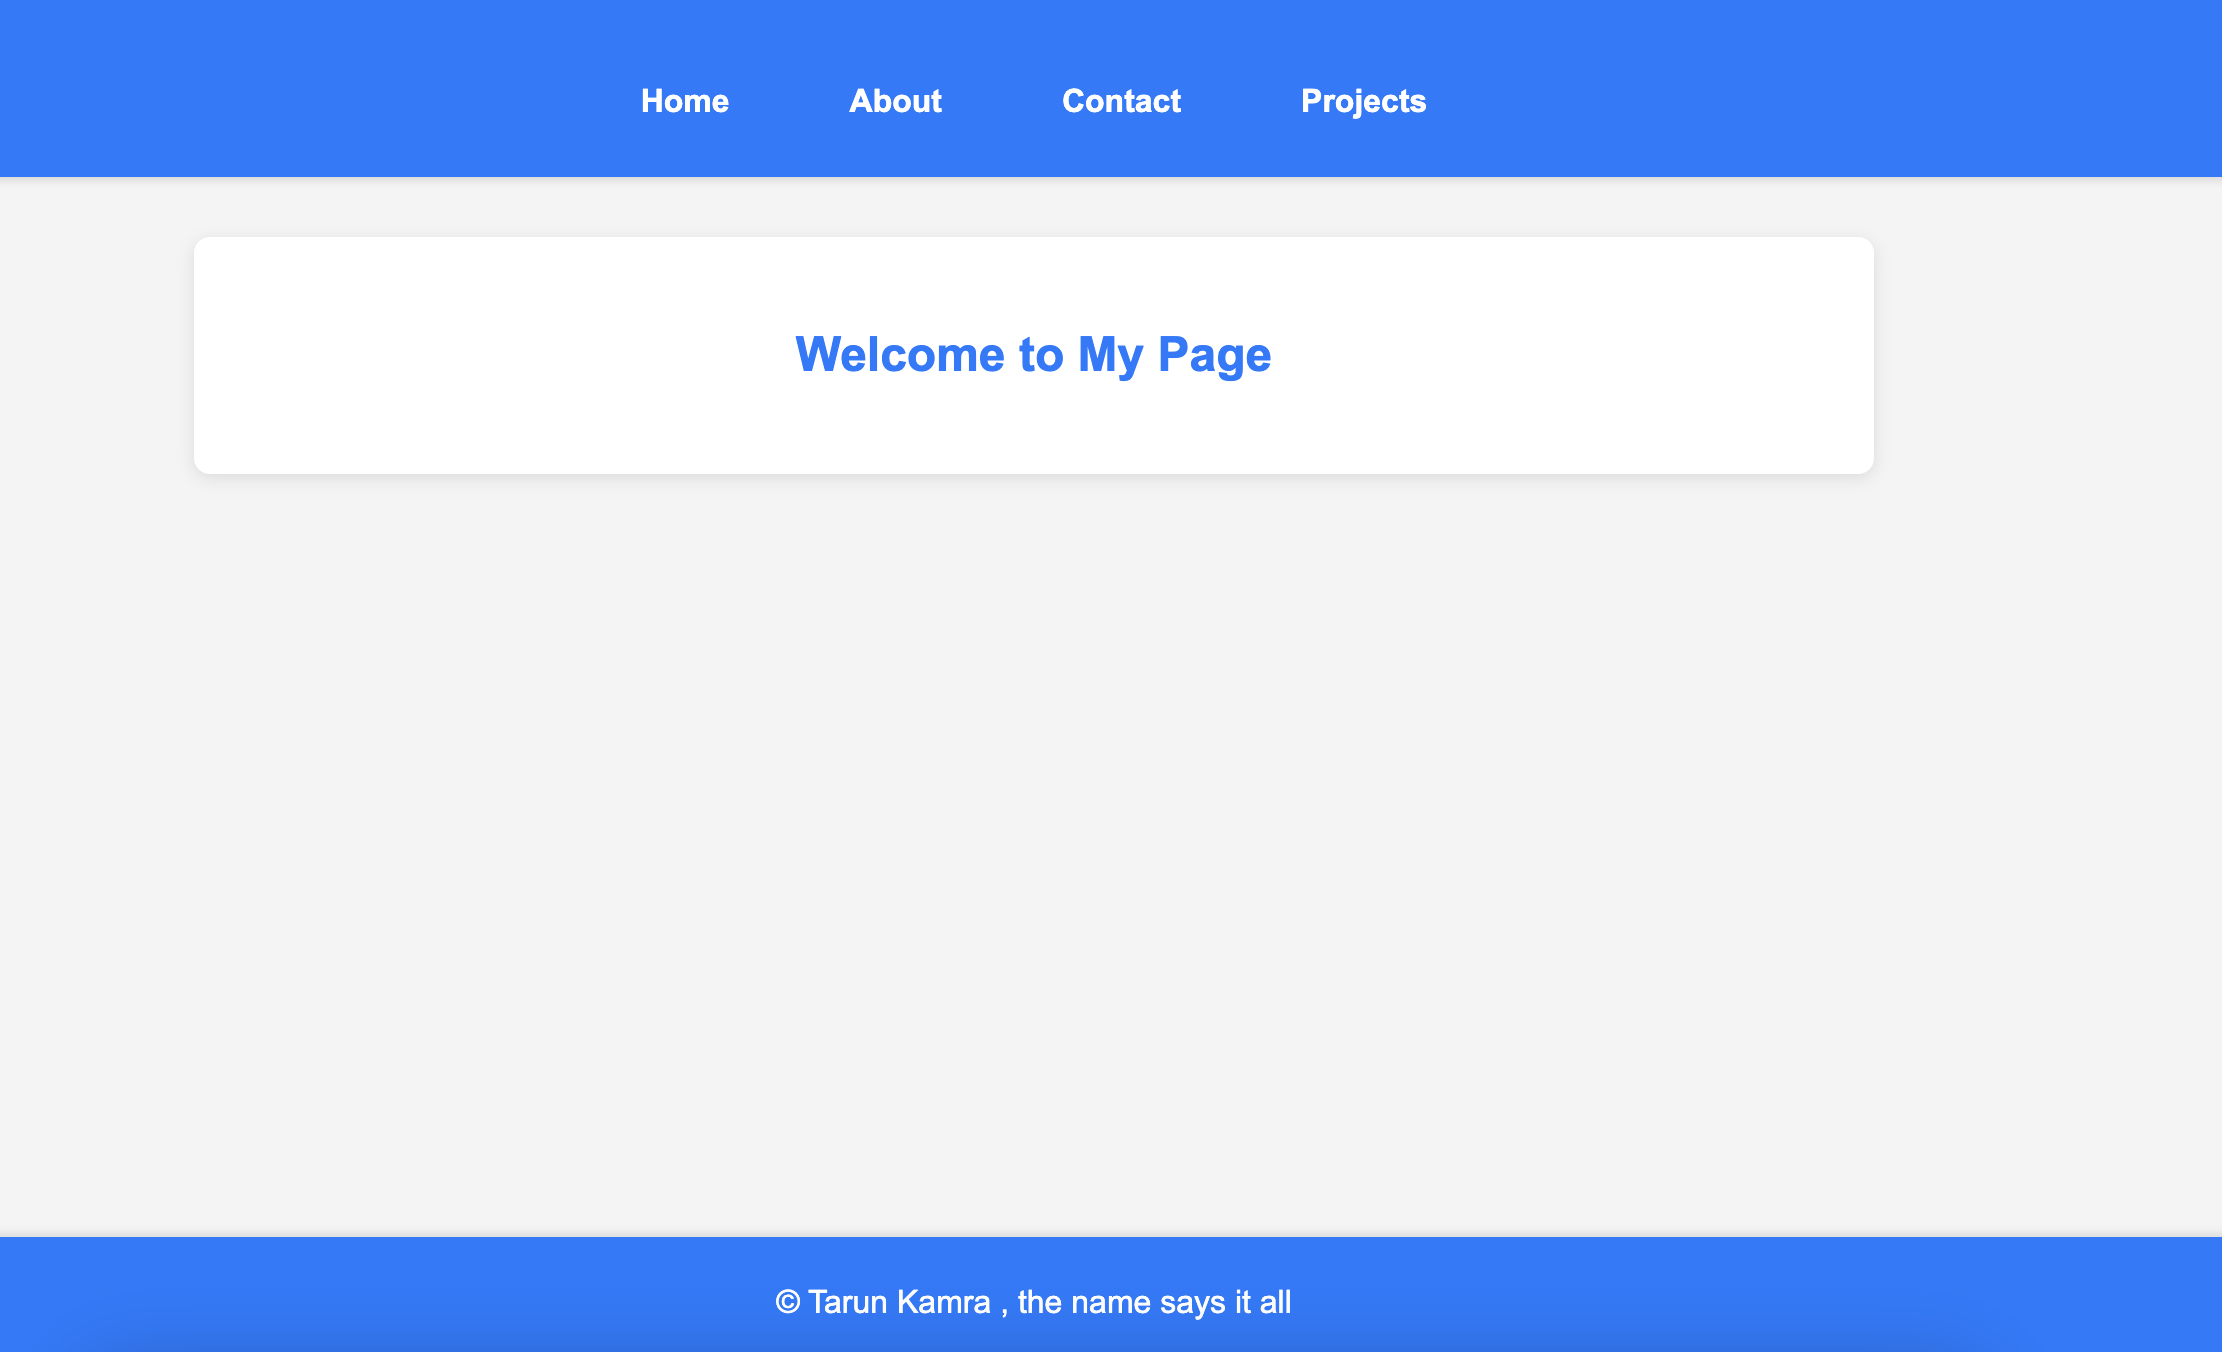 Home About Contact Projects
Welcome to My Page
© Tarun Kamra , the name says it all